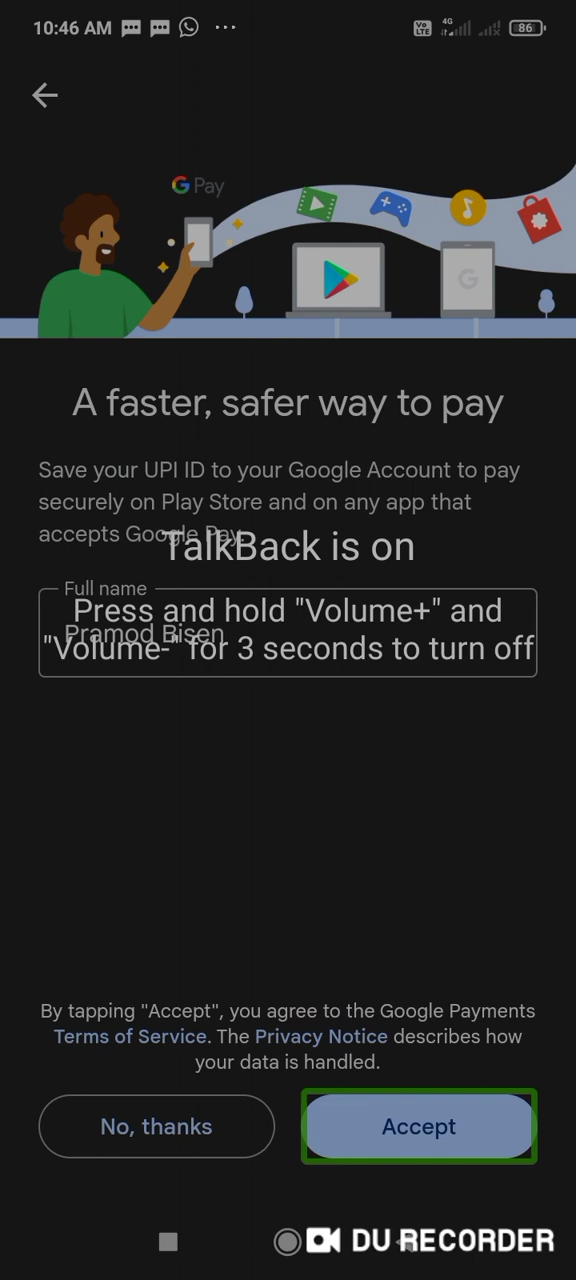 10:46 AM
Vo LTE 4G 86
G Pay
A faster, safer way to pay
Save your UPI ID to your Google Account to pay
securely on Play Store and on any app that
accepts Google Pay.
TalkBack is on
Full name
Press and hold "Volume+" and
Pramod Bisen
"Volume-" for 3 seconds to turn off
By tapping "Accept", you agree to the Google Payments
Terms of Service. The Privacy Notice describes how
your data is handled.
No, thanks
Accept
DU RECORDER